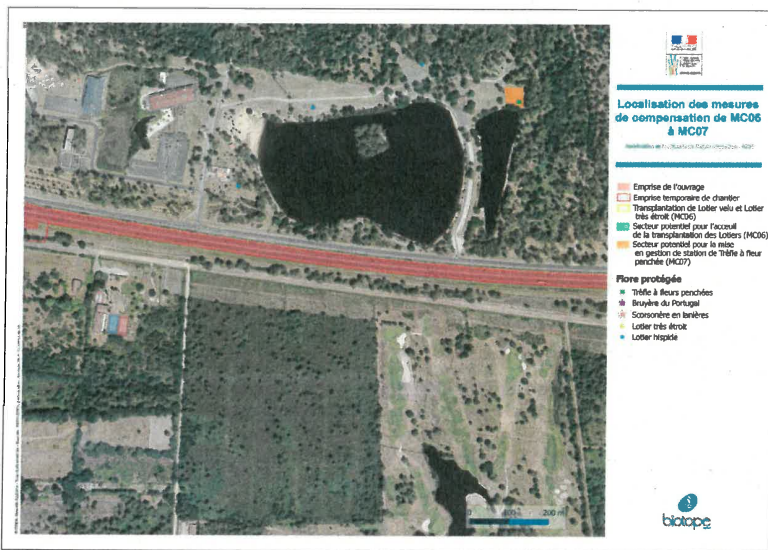 Localisation des mesures
de compensation de MC06
à MC07
Emprise de l'ouvrage
Emprise temporaire de chantier
Transplantation de Lotier velu et Lotier
très étroit (MC06)
Secteur potentiel pour l'acceuil
de la transplantation des Lotiers (MC06)
Secteur potentiel pour la mise
en gestion de station de Trèfle à fleur
penchée (MC07)
Flore protégée
Trèfle à fleurs penchées
Bruyère du Portugal
Scorsonère en lanières
Lotier très étroit
Lotier hispide
0 100 200 m
biotope